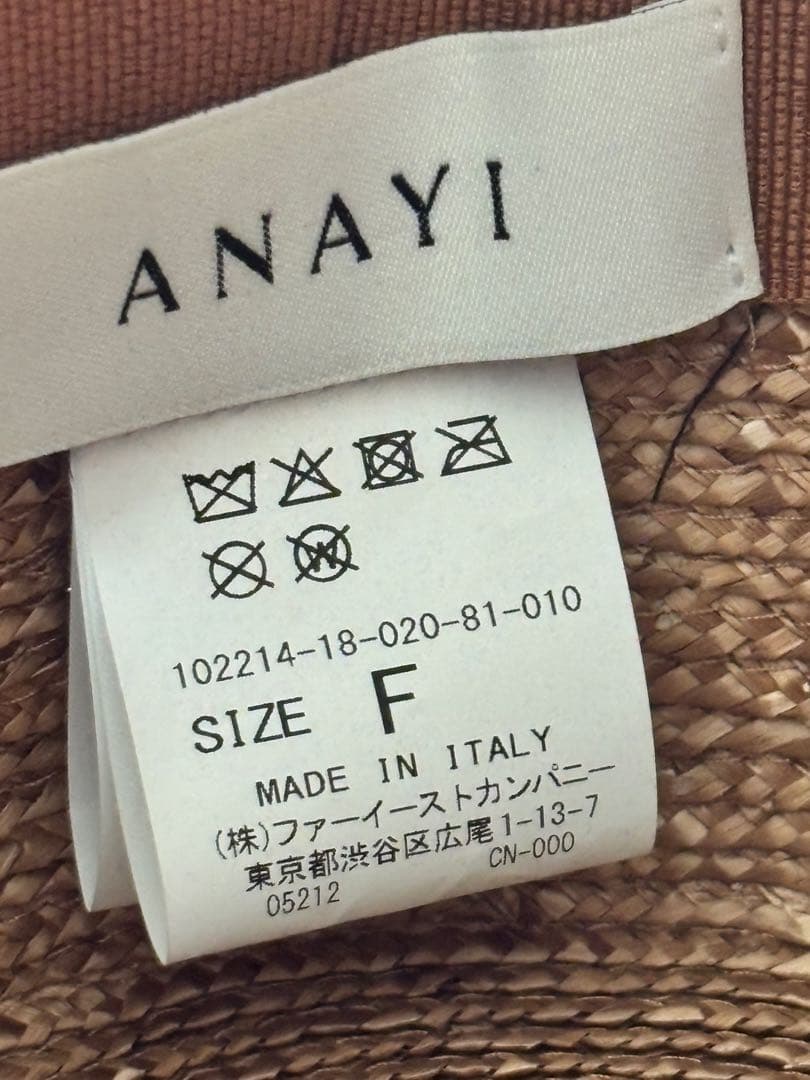 ANAYI
102214-18-020-81-010
SIZE F
MADE IN ITALY
(株)ファーイーストカンパニー
東京都渋谷区広尾1-13-7
05212 CN-000